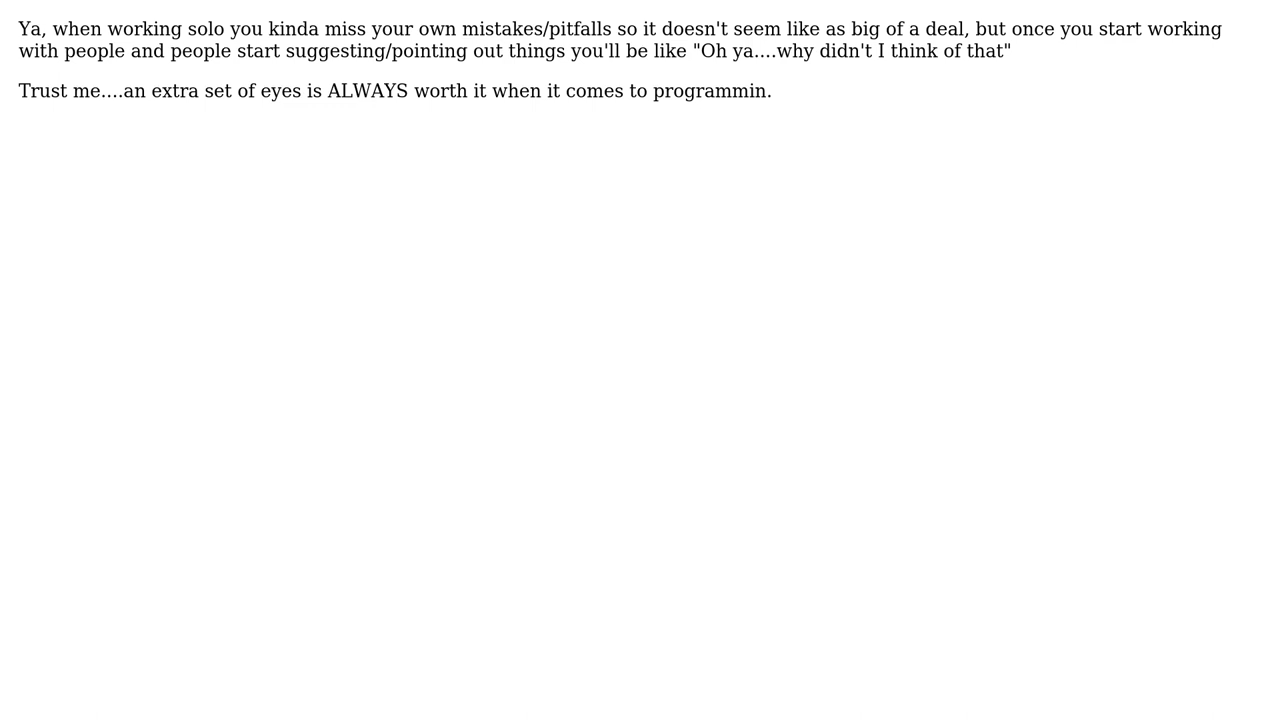 Ya, when working solo you kinda miss your own mistakes/pitfalls so it doesn't seem like as big of a deal, but once you start working
with people and people start suggesting/pointing out things you'll be like "Oh ya....why didn't I think of that"
Trust me....an extra set of eyes is ALWAYS worth it when it comes to programmin.